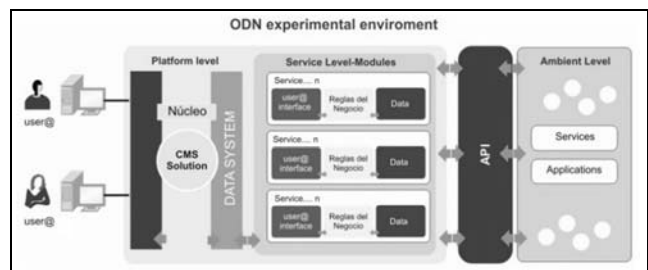 ODN experimental enviroment
Platform level
Service Level-Modules
Ambient Level
user@
user@
Núcleo
CMS
Solution
DATA SYSTEM
Service.... n
user@
interface
Reglas del
Negocio
Data
Service.... n
user@
interface
Reglas del
Negocio
Data
Service.... n
user@
interface
Reglas del
Negocio
Data
API
Services
Applications